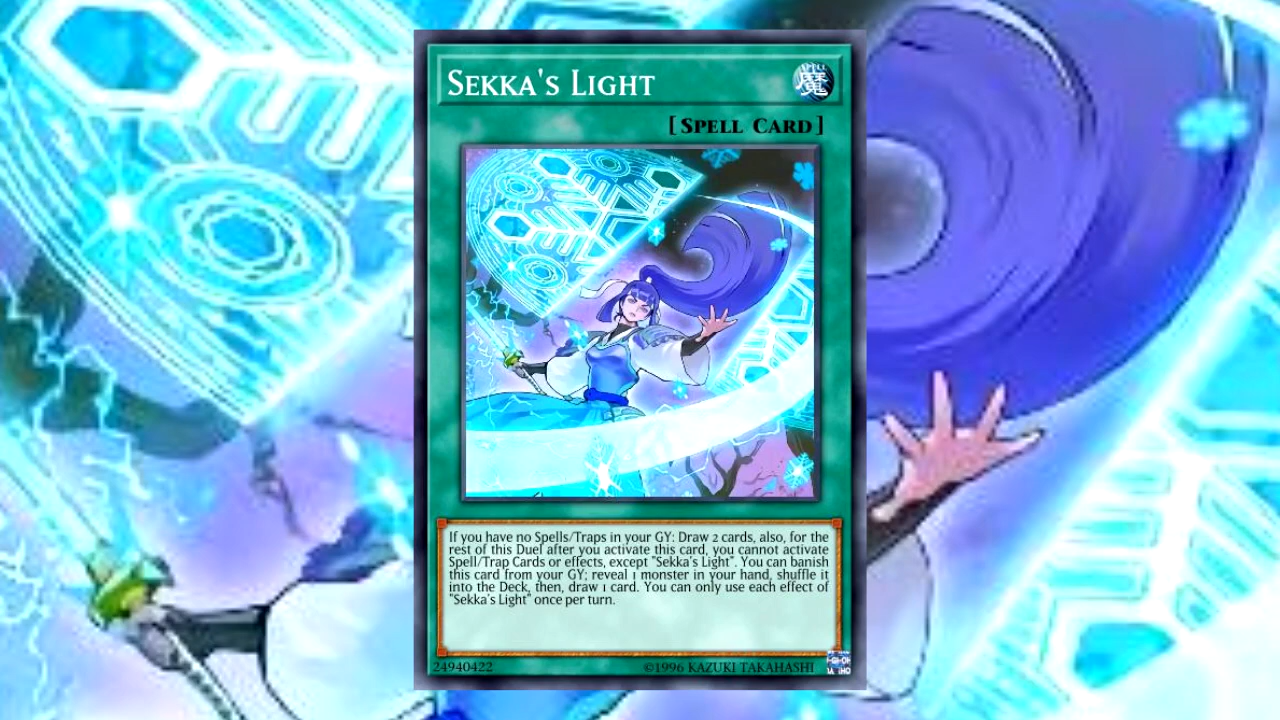 SEKKA'S LIGHT
魔
[SPELL CARD]
If you have no Spells/Traps in your GY: Draw 2 cards, also, for the
rest of this Duel after you activate this card, you cannot activate
Spell/Trap Cards or effects, except "Sekka's Light". You can banish
this card from your GY; reveal 1 monster in your hand, shuffle it
into the Deck, then, draw 1 card. You can only use each effect of
"Sekka's Light" once per turn.
24940422 ©1996 KAZUKI TAKAHASHI